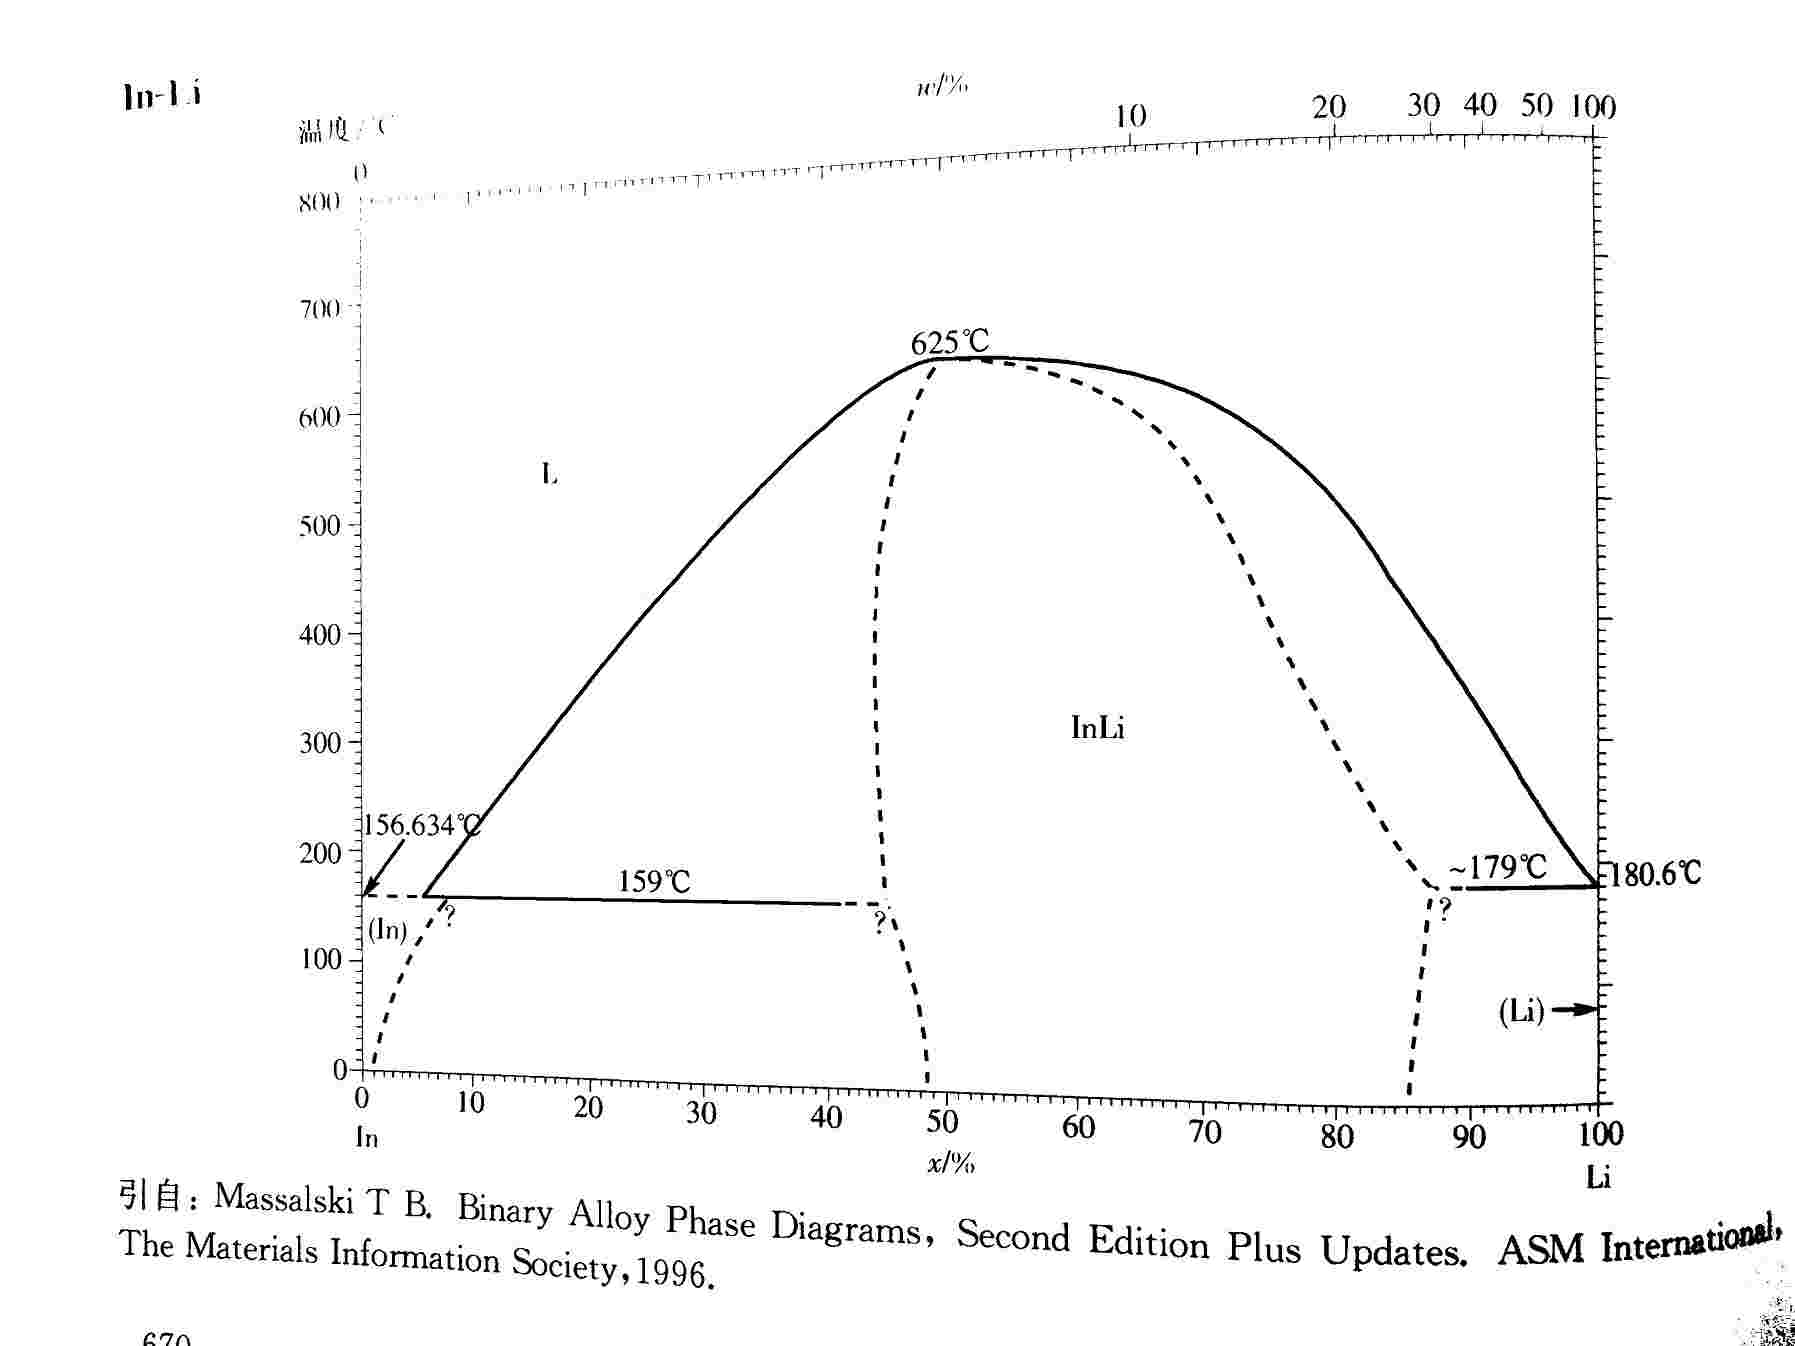 In-Li
w/%
温度/℃
0 10 20 30 40 50 100
800
700
625℃
600
L
500
400
InLi
300
156.634℃
200
159℃
~179℃
180.6℃
(In)
?
?
?
100
(Li)
0
0 10 20 30 40 50 60 70 80 90 100
In
x/%
Li
引自：Massalski T B. Binary Alloy Phase Diagrams, Second Edition Plus Updates. ASM International,
The Materials Information Society,1996.
670